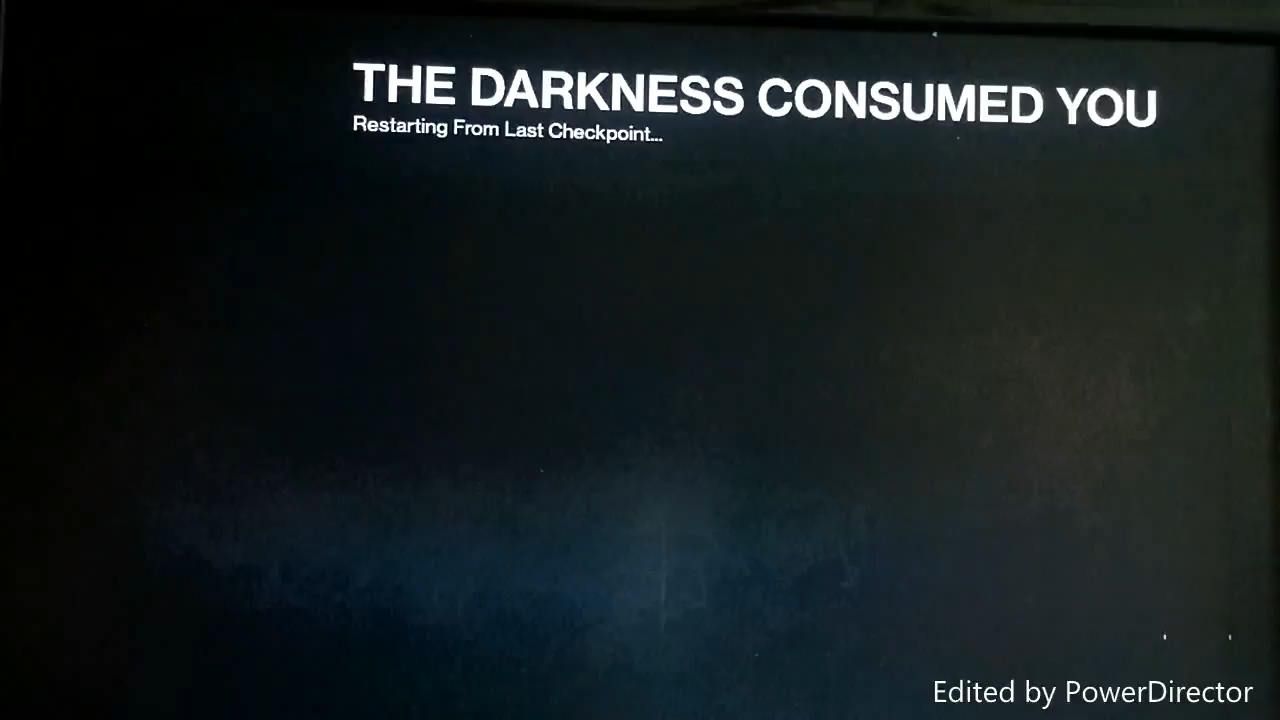 THE DARKNESS CONSUMED YOU
Restarting From Last Checkpoint...
Edited by PowerDirector